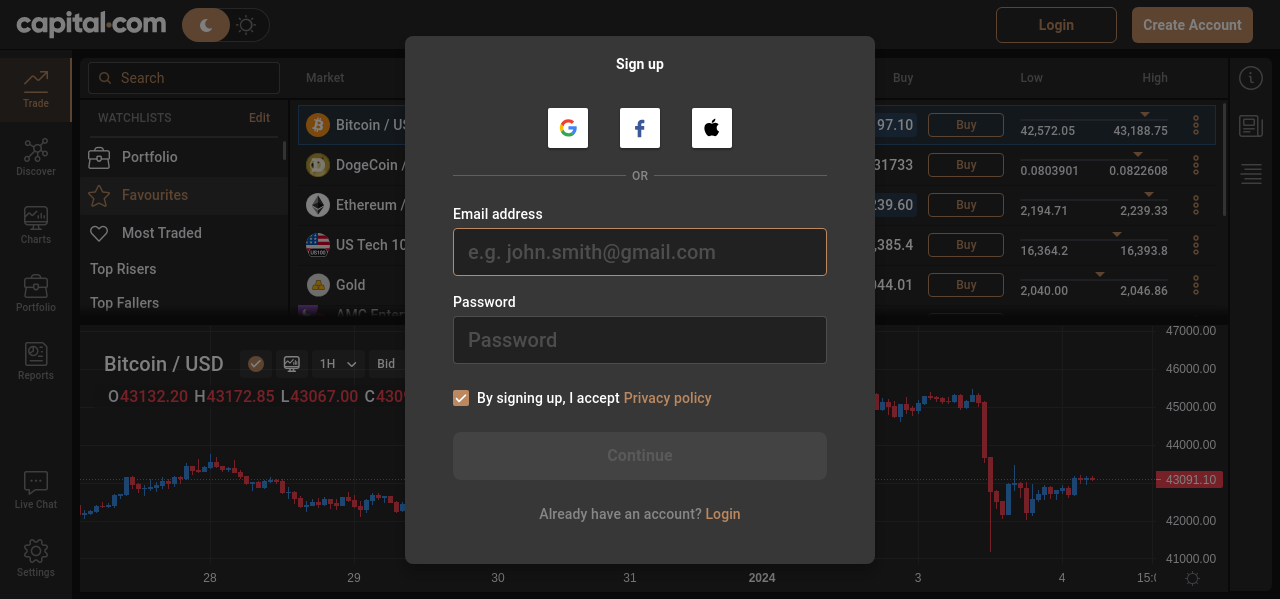 capital.com
Login
Create Account
Sign up
Trade
Discover
Charts
Portfolio
Reports
Live Chat
Settings
Search
WATCHLISTS Edit
Portfolio
Favourites
Most Traded
Top Risers
Top Fallers
Market Buy Low High
Bitcoin / 97.10 Buy 42,572.05 43,188.75
DogeCoin / 31733 Buy 0.0803901 0.0822608
Ethereum / 239.60 Buy 2,194.71 2,239.33
US Tech 10 ,385.4 Buy 16,364.2 16,393.8
Gold 044.01 Buy 2,040.00 2,046.86
OR
Email address
e.g. john.smith@gmail.com
Password
Password
By signing up, I accept Privacy policy
Continue
Already have an account? Login
Bitcoin / USD 1H Bid
O43132.20 H43172.85 L43067.00 C
47000.00
46000.00
45000.00
44000.00
43091.10
42000.00
41000.00
28 29 30 31 2024 3 4 15: